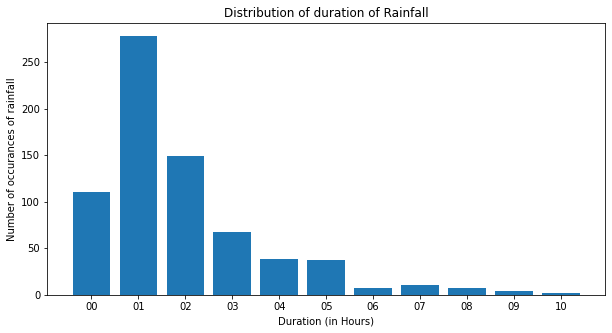 Distribution of duration of Rainfall
Number of occurances of rainfall
250
200
150
100
50
0
00 01 02 03 04 05 06 07 08 09 10
Duration (in Hours)